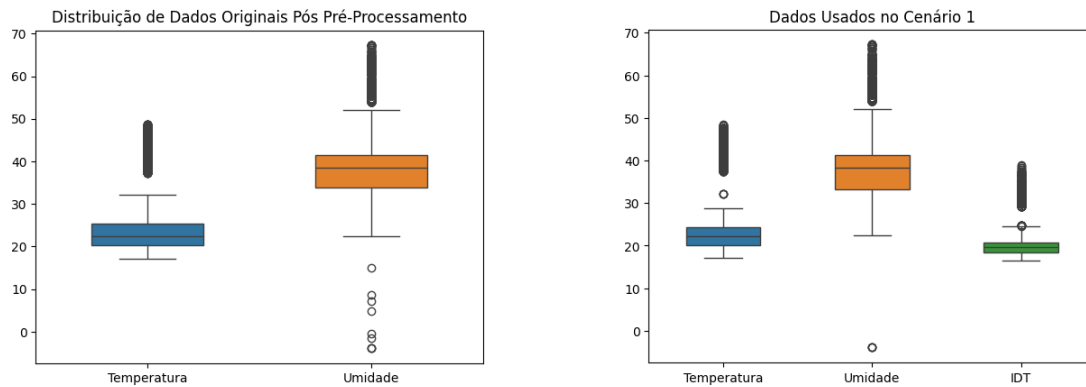 Distribuição de Dados Originais Pós Pré-Processamento
70
60
50
40
30
20
10
0
Temperatura
Umidade
Dados Usados no Cenário 1
70
60
50
40
30
20
10
0
Temperatura
Umidade
IDT